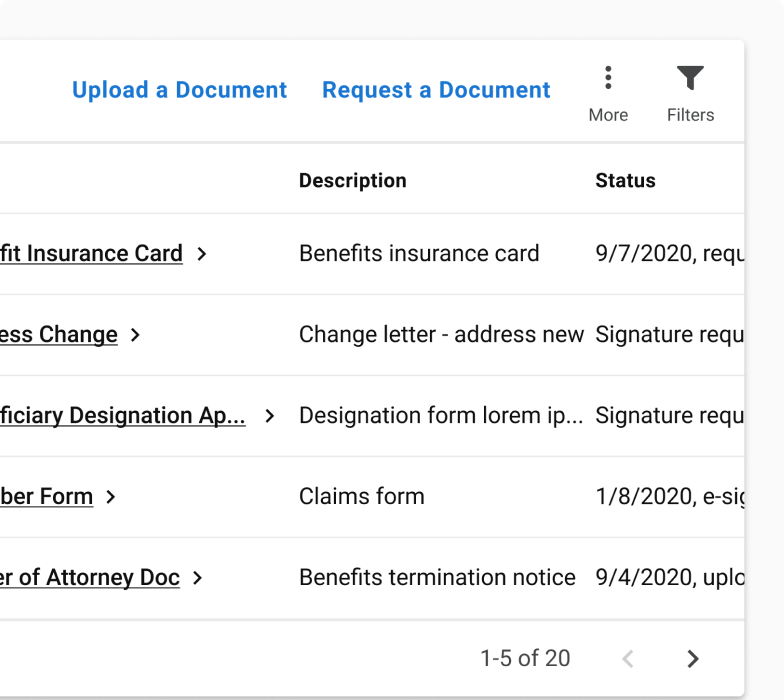 Upload a Document Request a Document More Filters
Description Status
fit Insurance Card Benefits insurance card 9/7/2020, requ
ess Change Change letter - address new Signature requ
ficiary Designation Ap... Designation form lorem ip... Signature requ
ber Form Claims form 1/8/2020, e-sig
er of Attorney Doc Benefits termination notice 9/4/2020, uplo
1-5 of 20